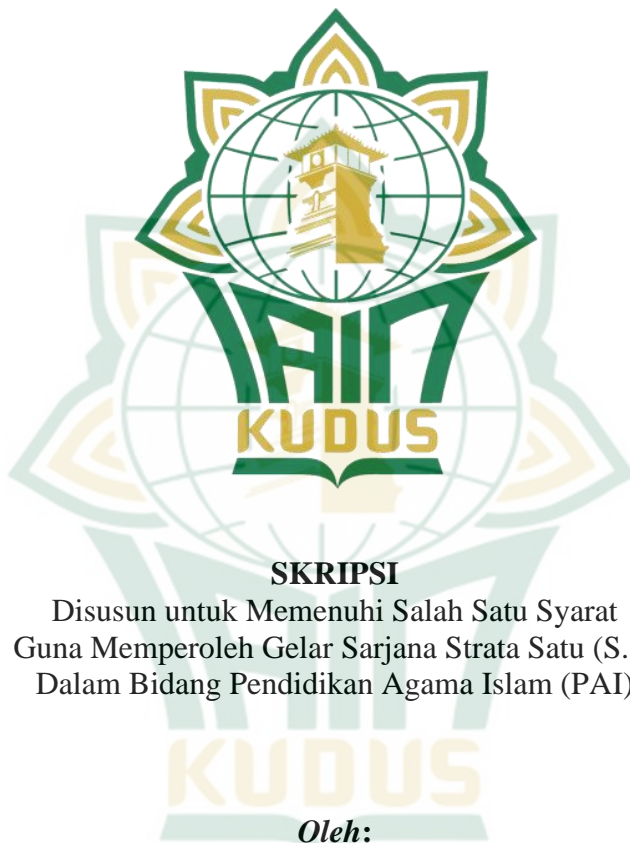 IAIN
KUDUS
SKRIPSI
Disusun untuk Memenuhi Salah Satu Syarat
Guna Memperoleh Gelar Sarjana Strata Satu (S.
Dalam Bidang Pendidikan Agama Islam (PAI)
KUDUS
Oleh: